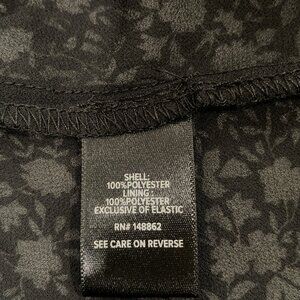 SHELL:
100%POLYESTER
LINING:
100%POLYESTER
EXCLUSIVE OF ELASTIC
RN# 148862
SEE CARE ON REVERSE